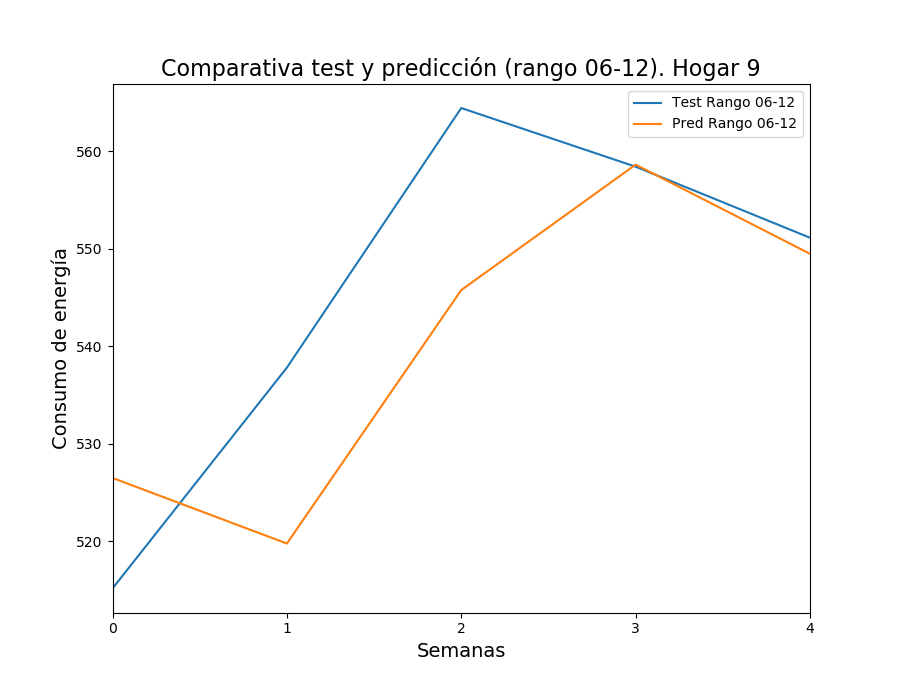 Comparativa test y predicción (rango 06-12). Hogar 9
Test Rango 06-12
Pred Rango 06-12
Consumo de energía
560
550
540
530
520
0 1 2 3 4
Semanas